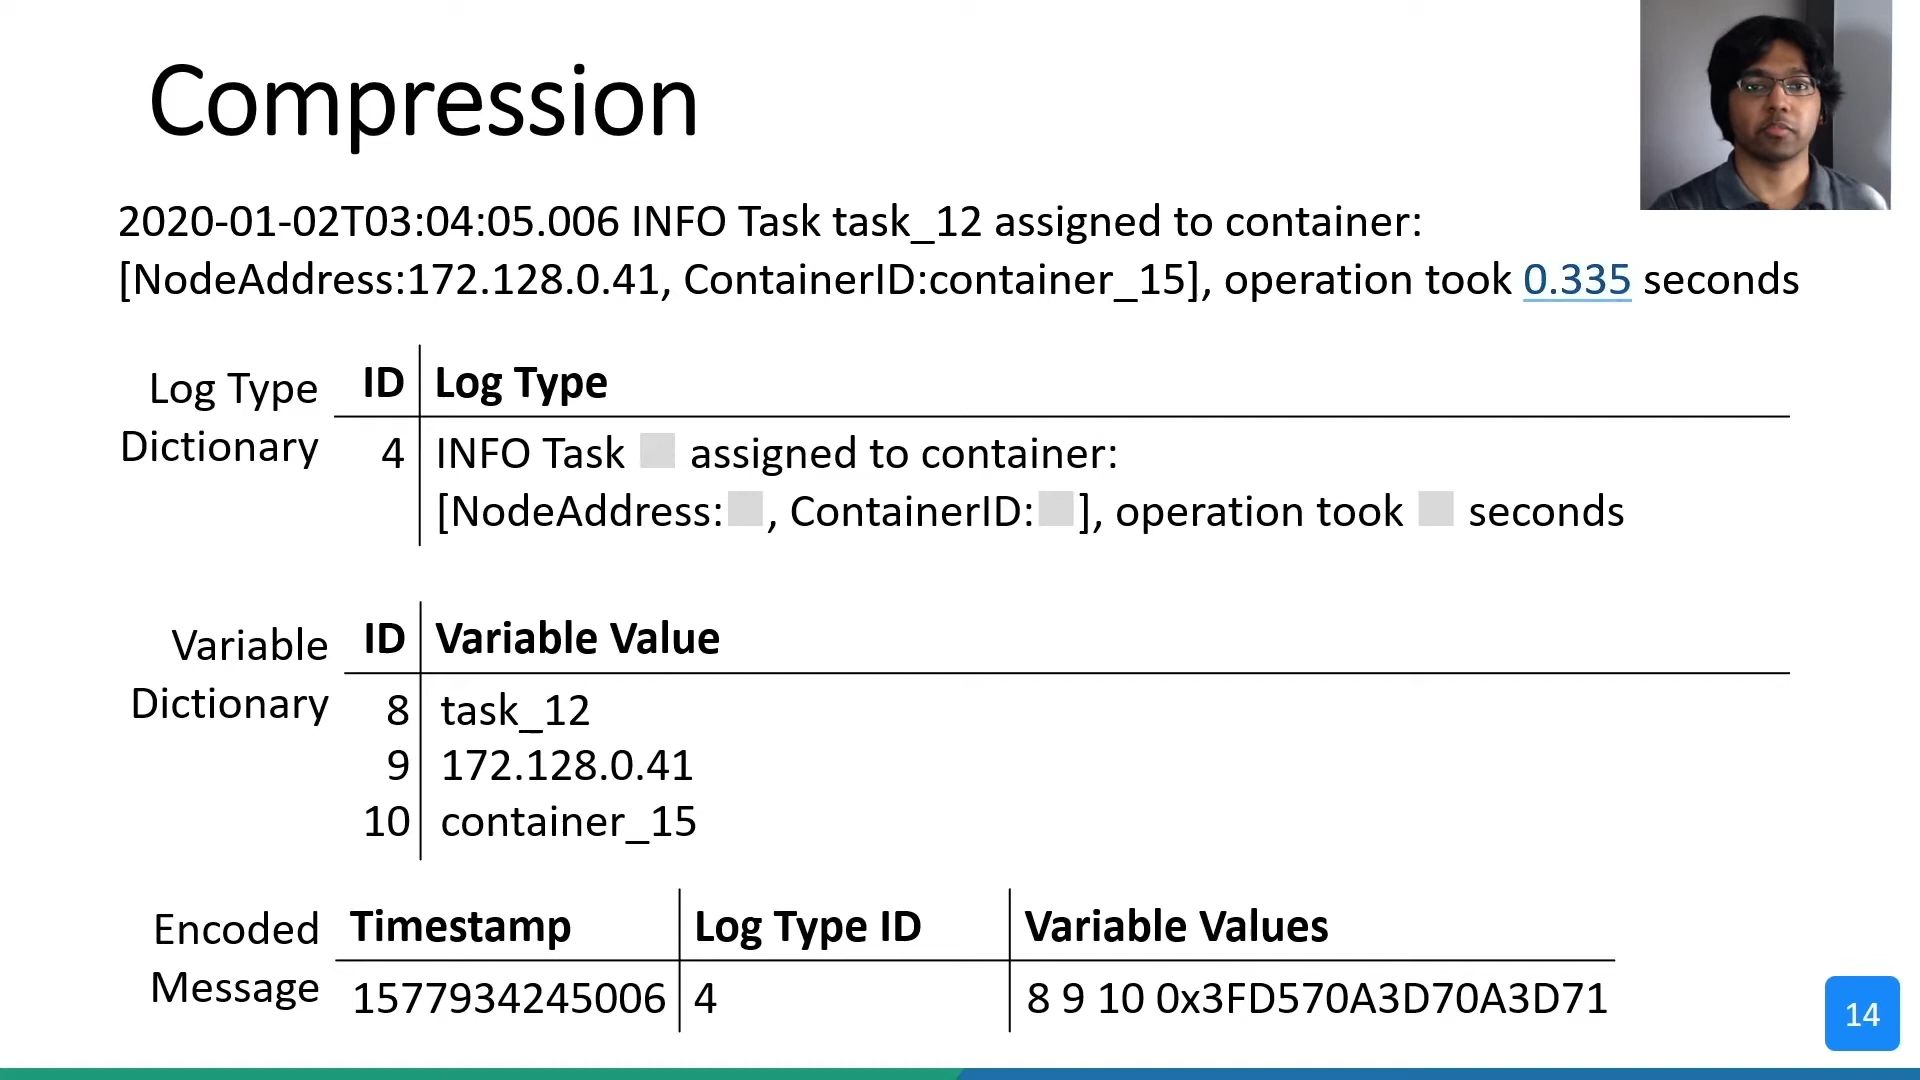 Compression
2020-01-02T03:04:05.006 INFO Task task_12 assigned to container:
[NodeAddress:172.128.0.41, ContainerID:container_15], operation took 0.335 seconds
Log Type
Dictionary
ID Log Type
4 INFO Task assigned to container:
[NodeAddress: , ContainerID: ], operation took seconds
Variable
Dictionary
ID Variable Value
8 task_12
9 172.128.0.41
10 container_15
Encoded
Message
Timestamp Log Type ID Variable Values
1577934245006 4 8 9 10 0x3FD570A3D70A3D71
14